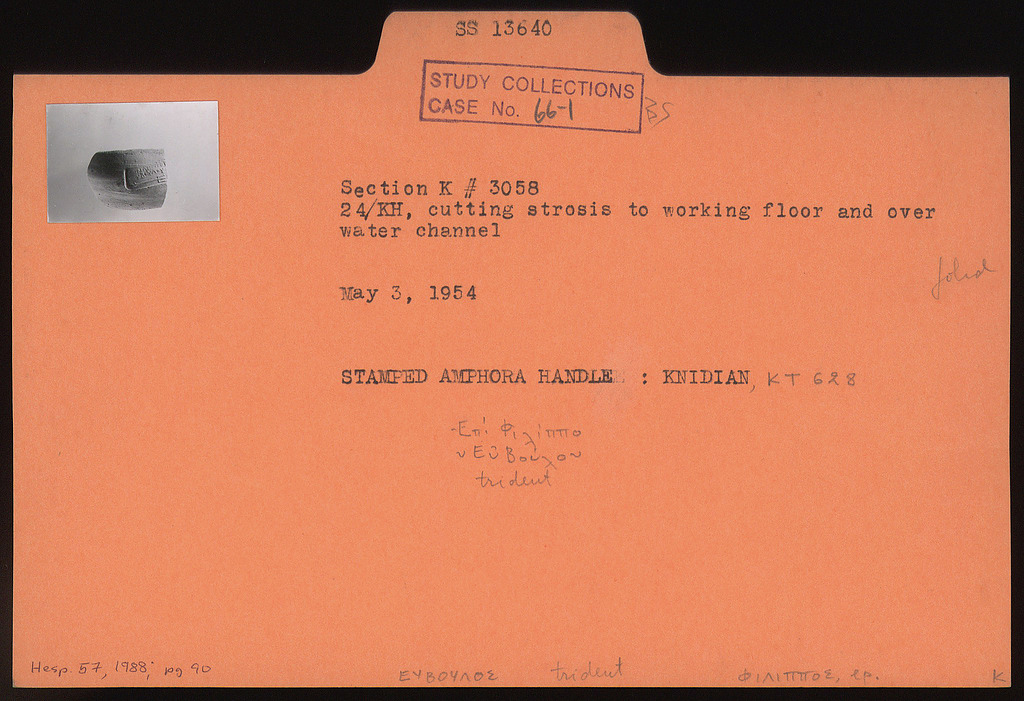 SS 13640
STUDY COLLECTIONS
CASE No. 66-1
BS
Section K # 3058
24/KH, cutting strosis to working floor and over
water channel
May 3, 1954
STAMPED AMPHORA HANDLE : KNIDIAN, KT 628
Ἐπὶ Φιλίππο
υ Εὐβούλου
trident
Hesp. 57, 1988, pg 90
ΕΥΒΟΥΛΟΣ trident ΦΙΛΙΠΠΟΣ, ep. K